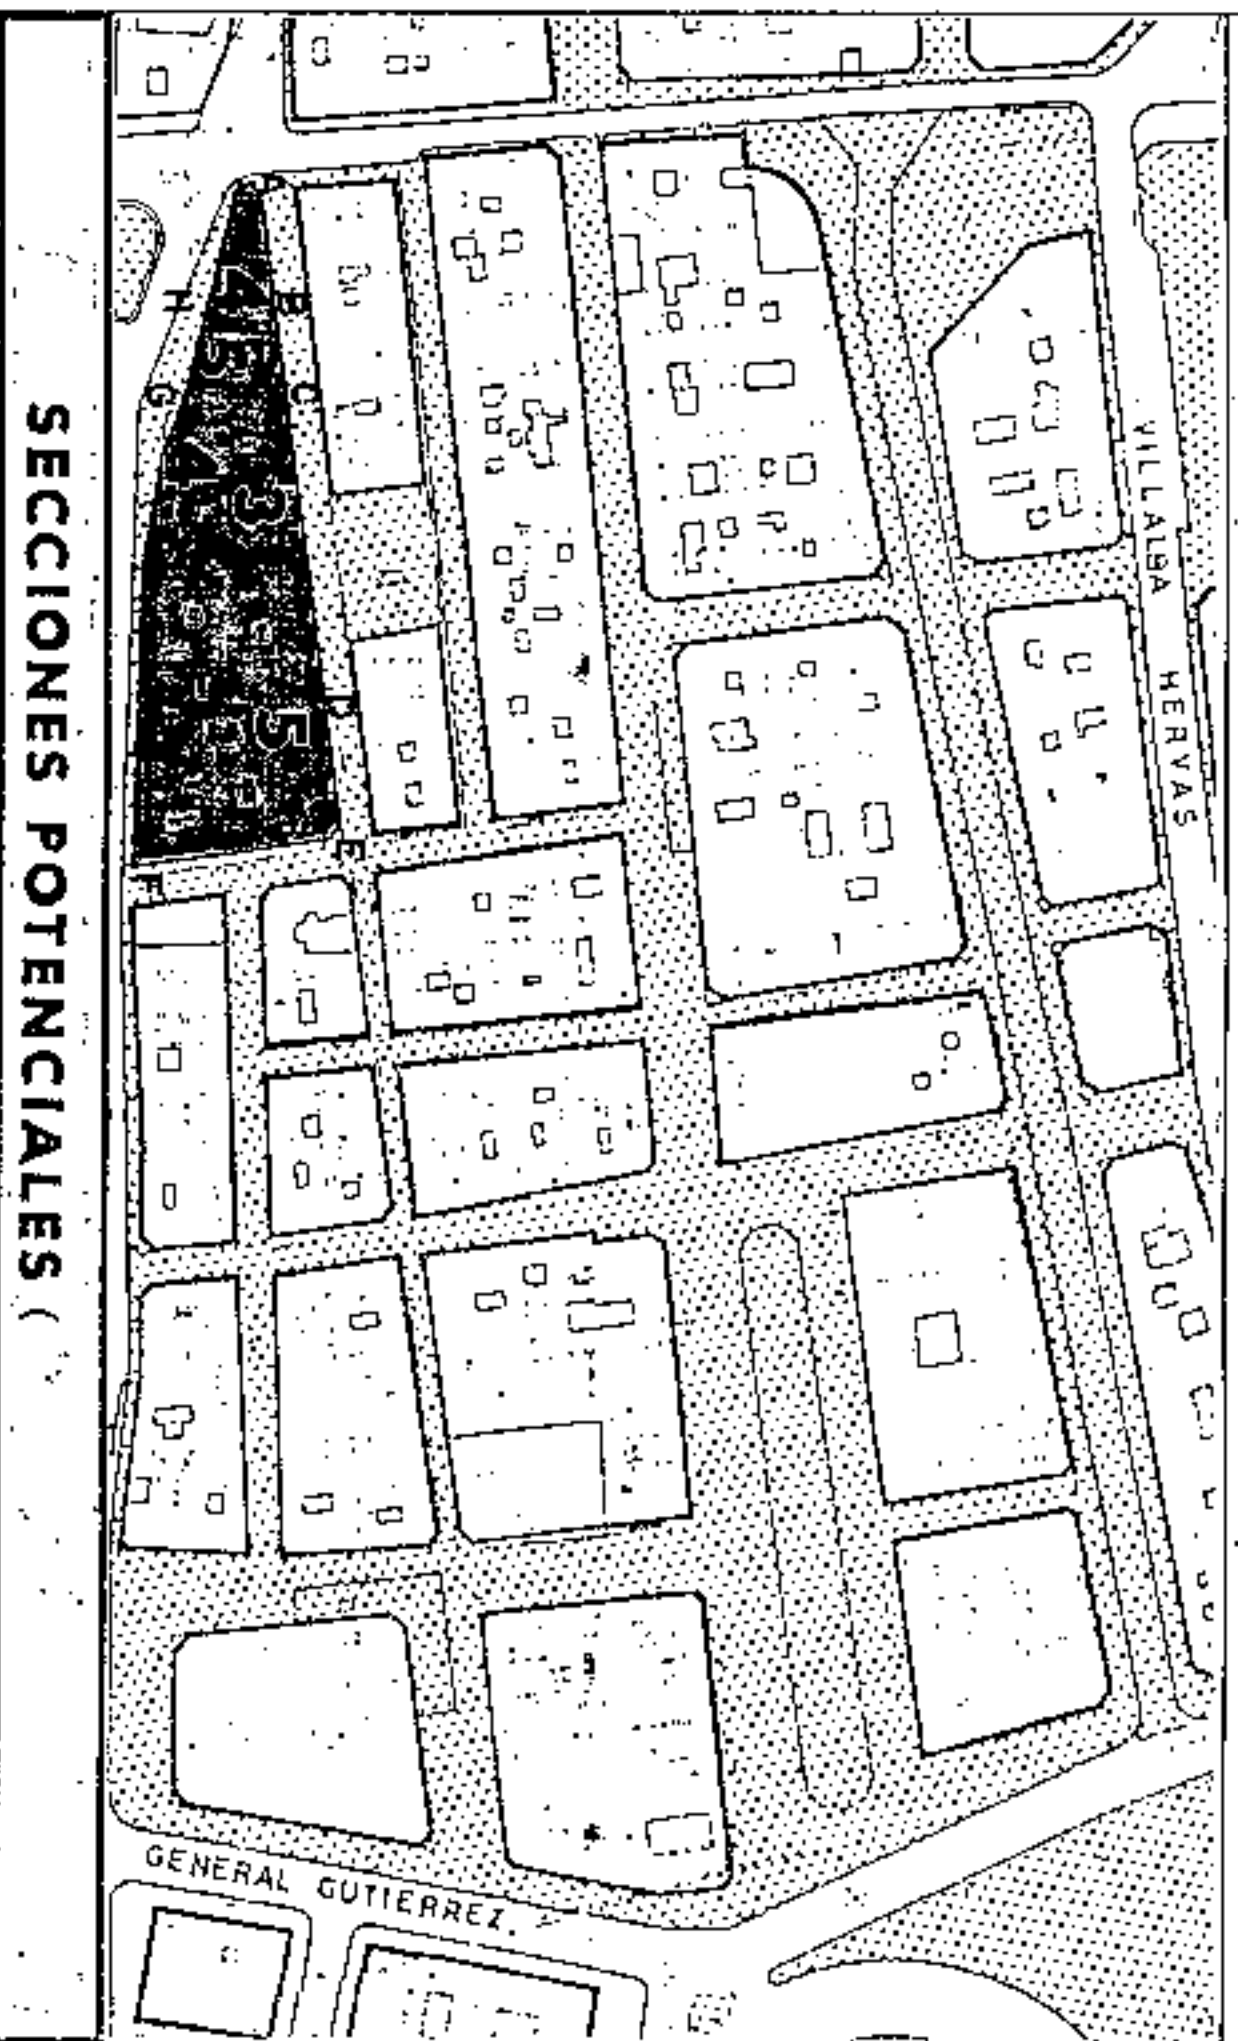 SECCIONES POTENCIALES (
VILLALBA HERVAS
B
C
D
E
F
G
H
GENERAL GUTIERREZ